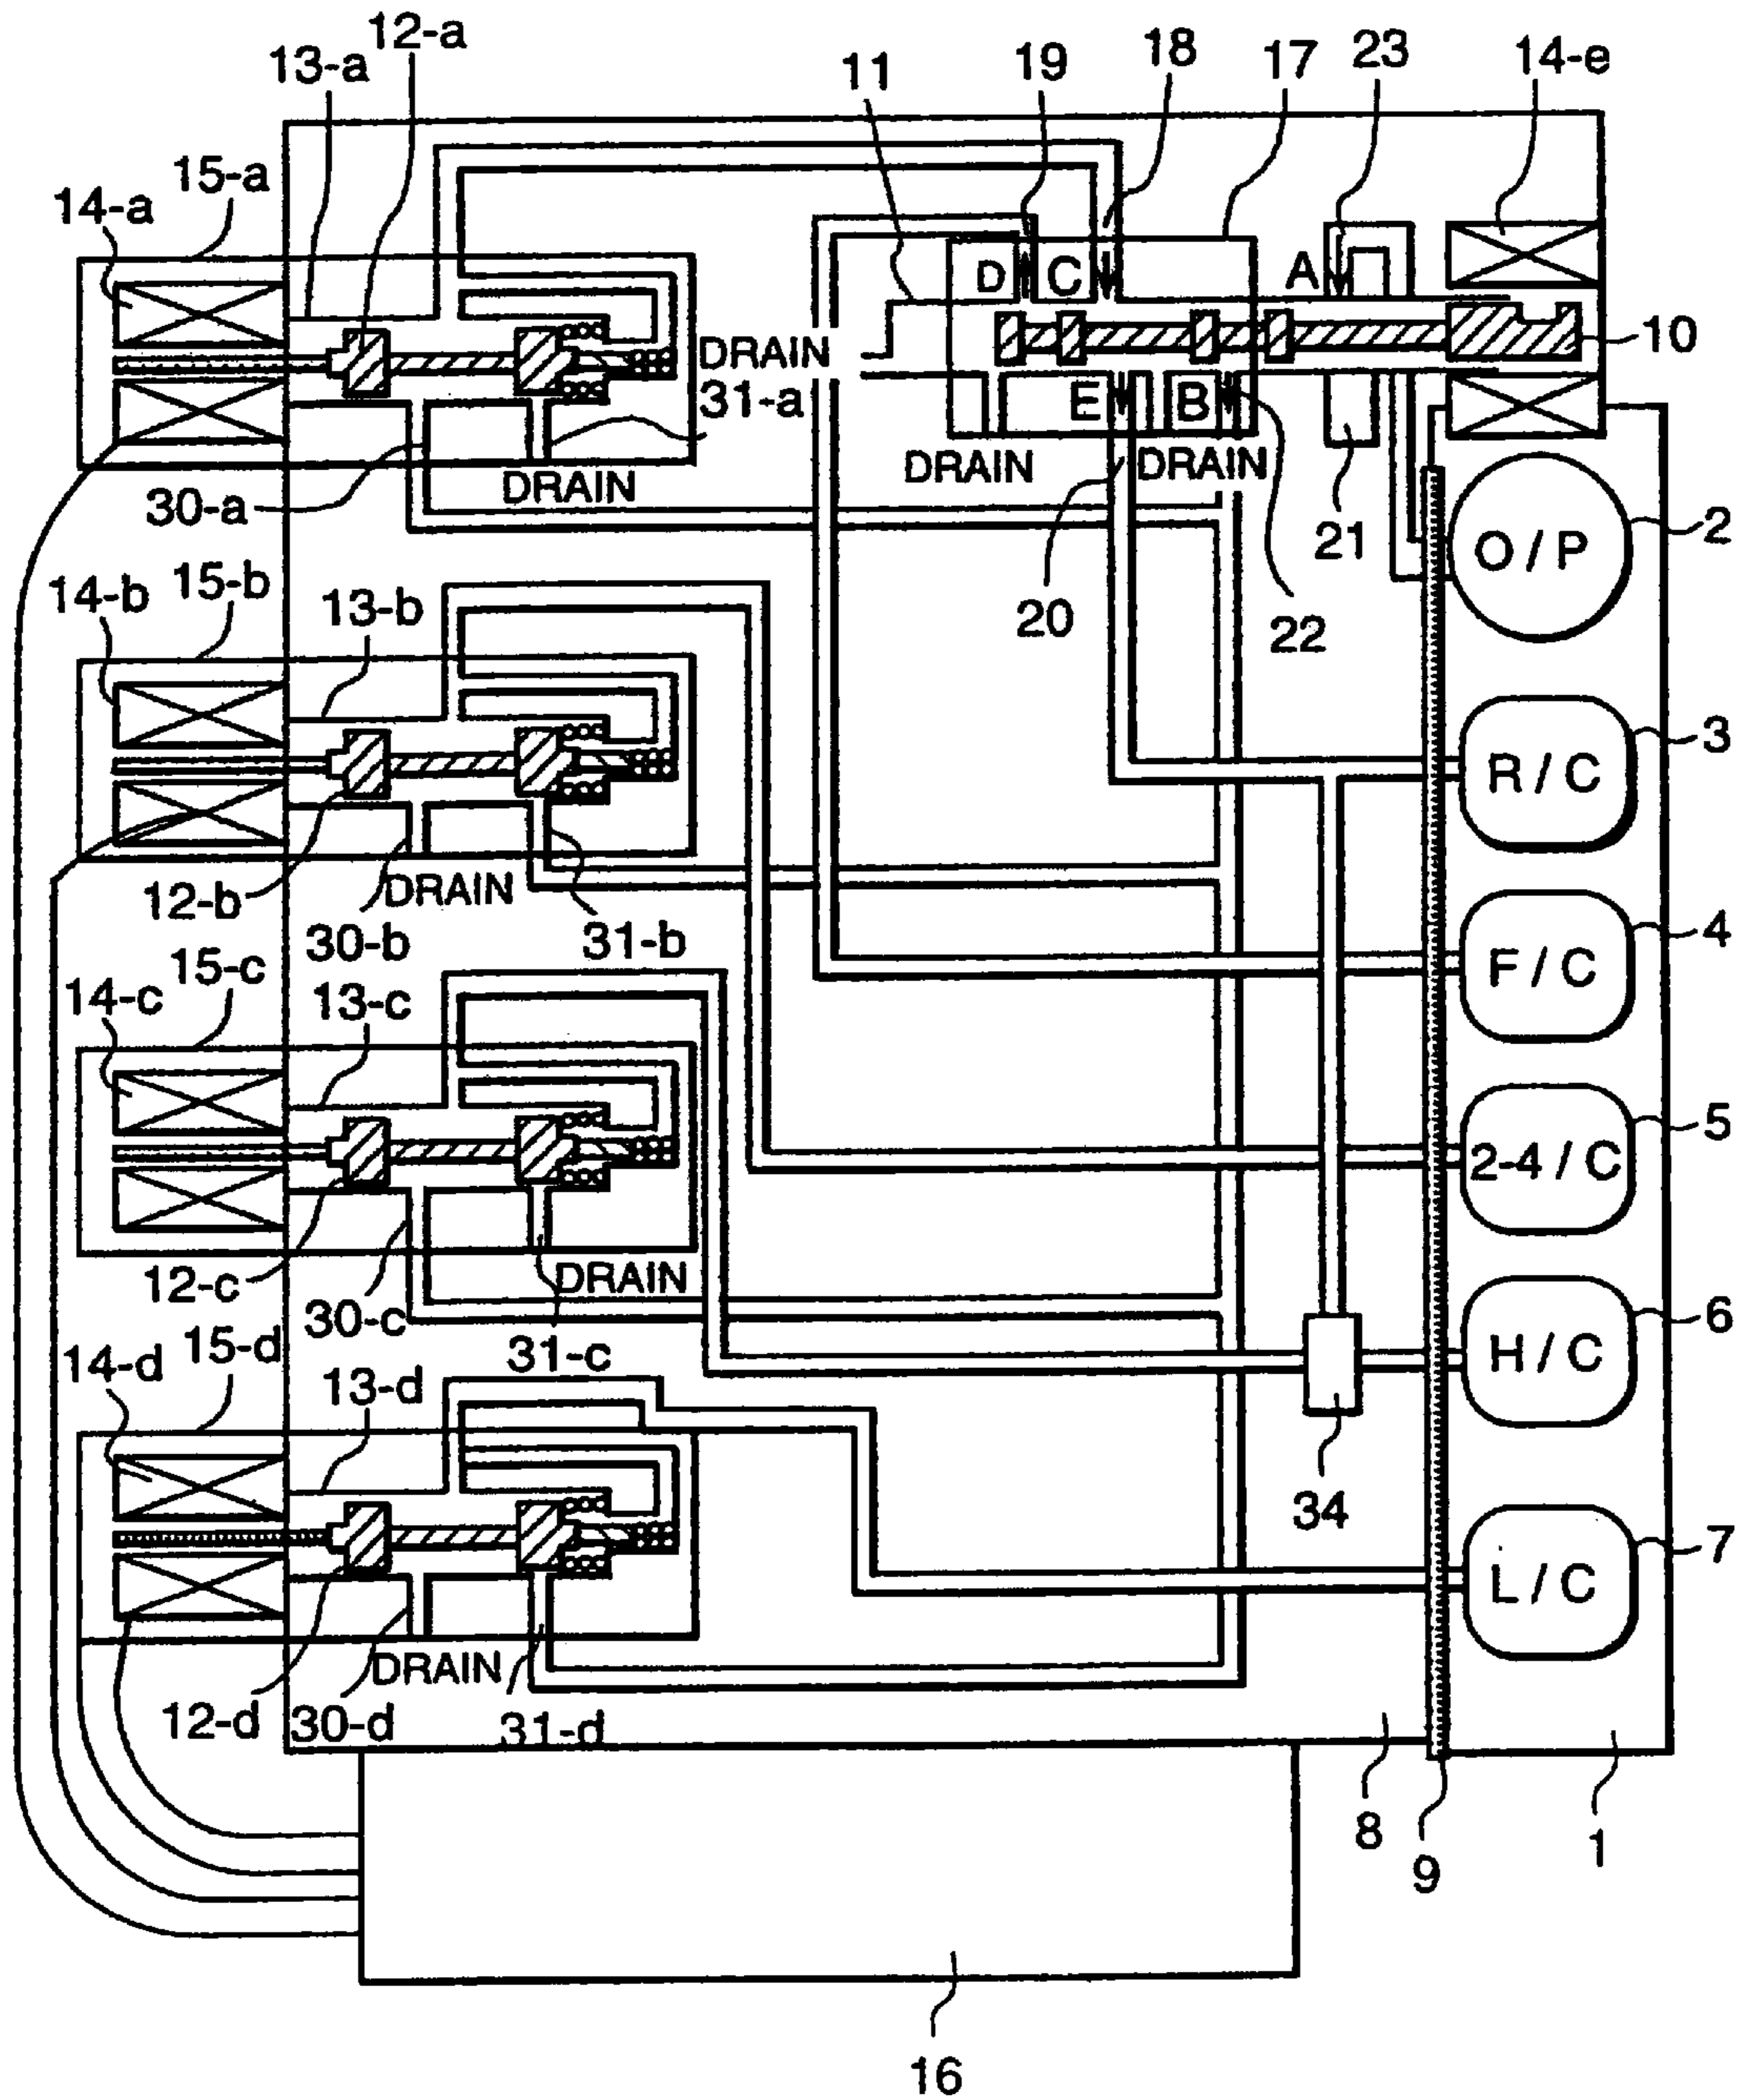 12-a
13-a
11
19
18
17
23
14-e
15-a
14-a
D
C
A
10
DRAIN
31-a
E
B
DRAIN
DRAIN
DRAIN
30-a
21
O / P
2
15-b
14-b
13-b
20
22
R / C
3
12-b
DRAIN
30-b
31-b
F / C
4
15-c
14-c
13-c
2-4 / C
5
12-c
DRAIN
30-c
31-c
H / C
6
15-d
14-d
13-d
34
L / C
7
DRAIN
12-d
30-d
31-d
8
9
1
16